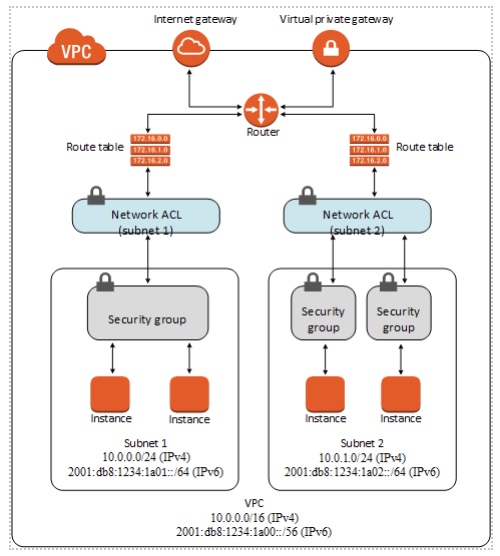 Internet gateway
Virtual private gateway
VPC
Router
Route table
172.16.0.0
172.16.1.0
172.16.2.0
172.16.0.0
172.16.1.0
172.16.2.0
Route table
Network ACL
(subnet 1)
Network ACL
(subnet 2)
Security group
Security
group
Security
group
Instance
Instance
Instance
Instance
Subnet 1
10.0.0.0/24 (IPv4)
2001:db8:1234:1a01::/64 (IPv6)
Subnet 2
10.0.1.0/24 (IPv4)
2001:db8:1234:1a02::/64 (IPv6)
VPC
10.0.0.0/16 (IPv4)
2001:db8:1234:1a00::/56 (IPv6)